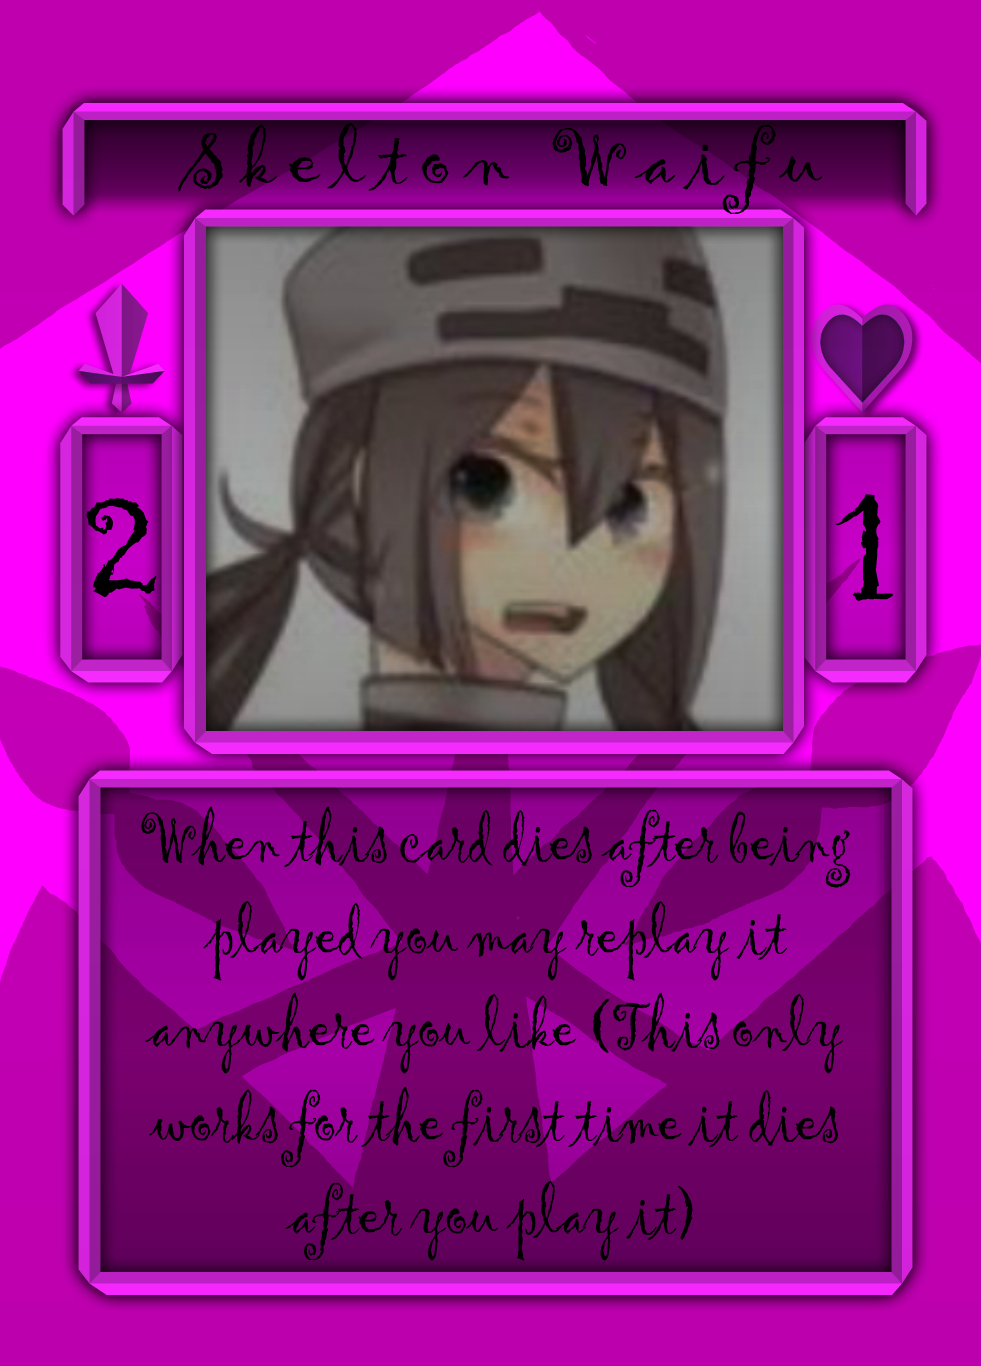 Skelton Waifu
2
1
When this card dies after being
played you may replay it
anywhere you like (This only
works for the first time it dies
after you play it)